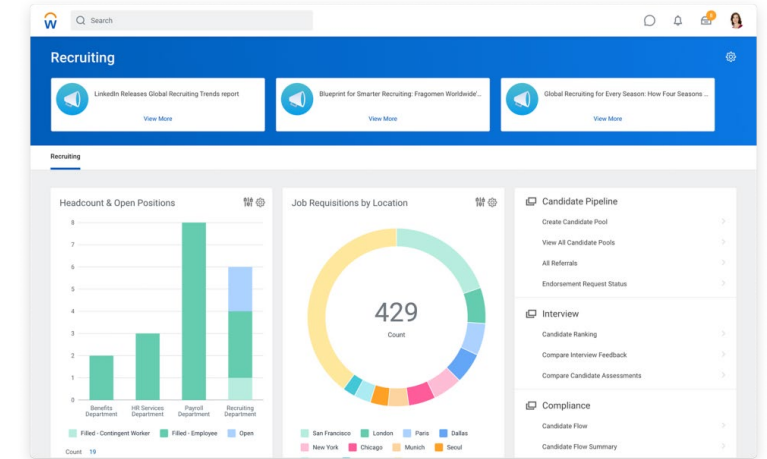 W
Search
Recruiting
LinkedIn Releases Global Recruiting Trends report
View More
Blueprint for Smarter Recruiting: Fragomen Worldwide'...
View More
Global Recruiting for Every Season: How Four Seasons ...
View More
Recruiting
Headcount & Open Positions
8
7
6
5
4
3
2
1
0
Benefits Department
HR Services Department
Payroll Department
Recruiting Department
Filled - Contingent Worker
Filled - Employee
Open
Count 19
Job Requisitions by Location
429
Count
San Francisco
London
Paris
Dallas
New York
Chicago
Munich
Seoul
Candidate Pipeline
Create Candidate Pool
View All Candidate Pools
All Referrals
Endorsement Request Status
Interview
Candidate Ranking
Compare Interview Feedback
Compare Candidate Assessments
Compliance
Candidate Flow
Candidate Flow Summary